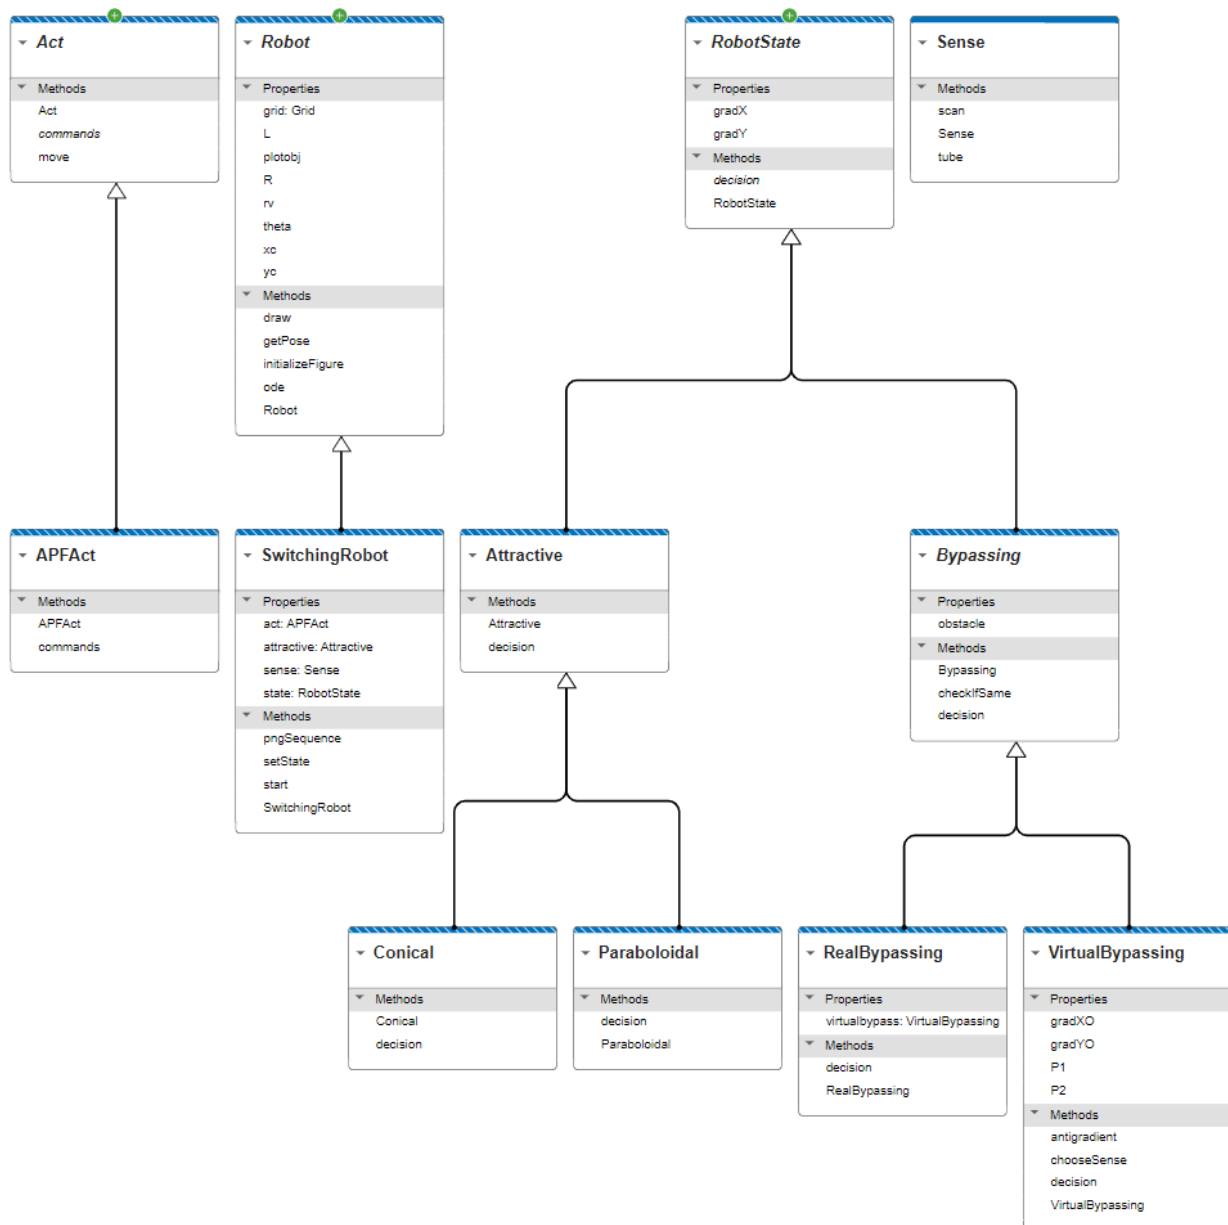 Act
Methods
Act
commands
move
Robot
Properties
grid: Grid
L
plotobj
R
rv
theta
xc
yc
Methods
draw
getPose
initializeFigure
ode
Robot
RobotState
Properties
gradX
gradY
Methods
decision
RobotState
Sense
Methods
scan
Sense
tube
APFAct
Methods
APFAct
commands
SwitchingRobot
Properties
act: APFAct
attractive: Attractive
sense: Sense
state: RobotState
Methods
pngSequence
setState
start
SwitchingRobot
Attractive
Methods
Attractive
decision
Bypassing
Properties
obstacle
Methods
Bypassing
checkIfSame
decision
Conical
Methods
Conical
decision
Paraboloidal
Methods
decision
Paraboloidal
RealBypassing
Properties
virtualbypass: VirtualBypassing
Methods
decision
RealBypassing
VirtualBypassing
Properties
gradXO
gradYO
P1
P2
Methods
antigradient
chooseSense
decision
VirtualBypassing